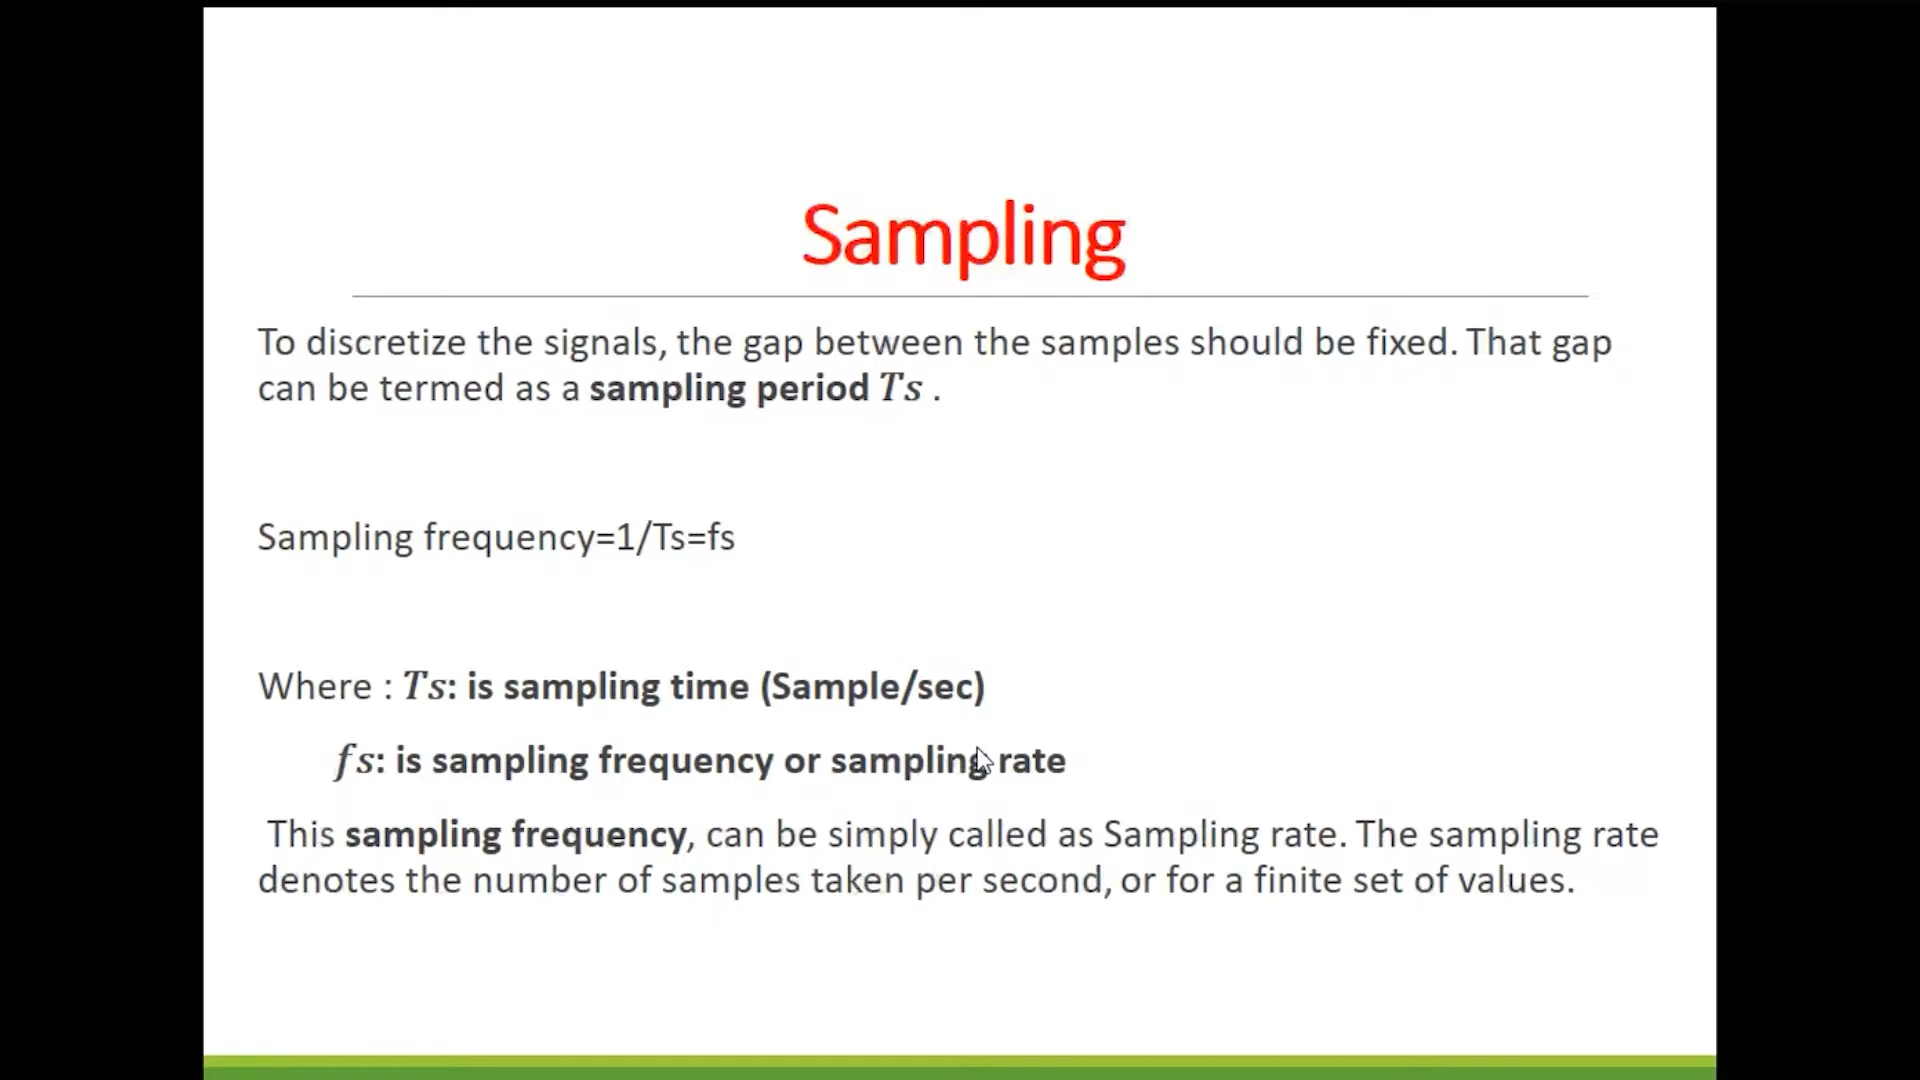 Sampling
To discretize the signals, the gap between the samples should be fixed. That gap
can be termed as a sampling period Ts .
Sampling frequency=1/Ts=fs
Where : Ts: is sampling time (Sample/sec)
fs: is sampling frequency or sampling rate
This sampling frequency, can be simply called as Sampling rate. The sampling rate
denotes the number of samples taken per second, or for a finite set of values.